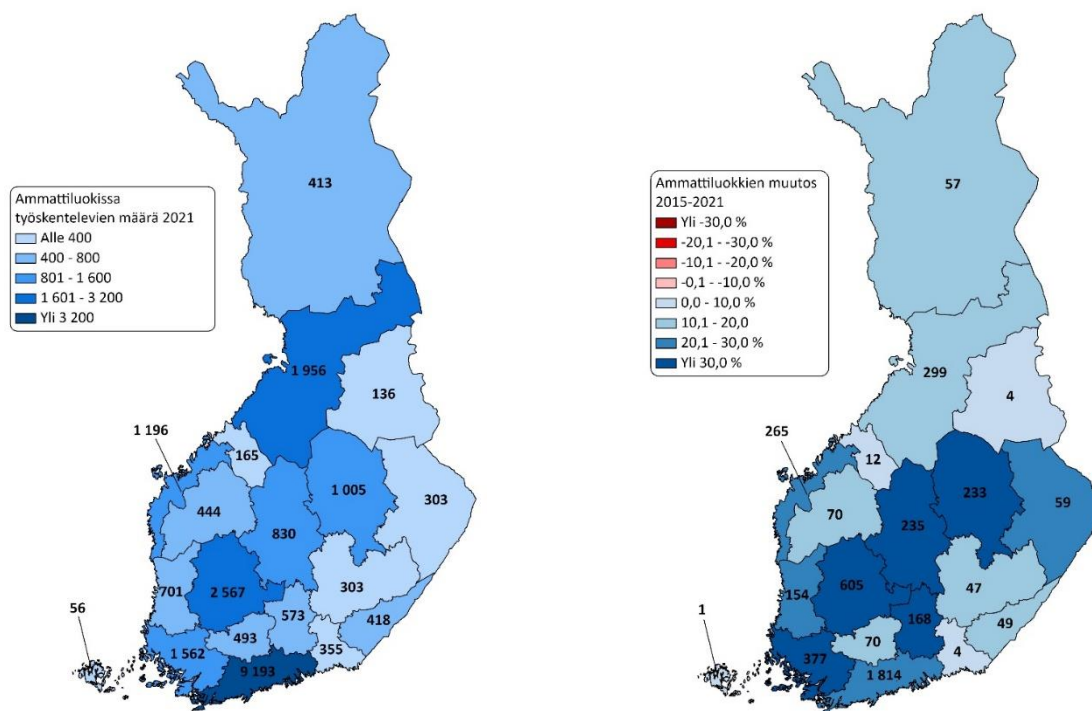 Ammattiluokissa
työskentelevien määrä 2021
Alle 400
400 - 800
801 - 1 600
1 601 - 3 200
Yli 3 200
413
1 956
136
1 196
165
444
830
1 005
303
701
2 567
303
573
418
56
493
355
1 562
9 193
Ammattiluokkien muutos
2015-2021
Yli -30,0 %
-20,1 - -30,0 %
-10,1 - -20,0 %
-0,1 - -10,0 %
0,0 - 10,0 %
10,1 - 20,0
20,1 - 30,0 %
Yli 30,0 %
57
299
4
265
12
70
235
233
59
154
605
47
168
49
1
70
4
377
1 814